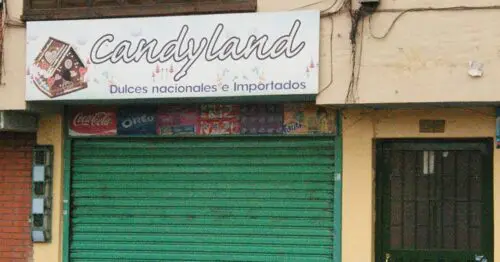 Candyland
Dulces nacionales e Importados
Coca-Cola
OREO